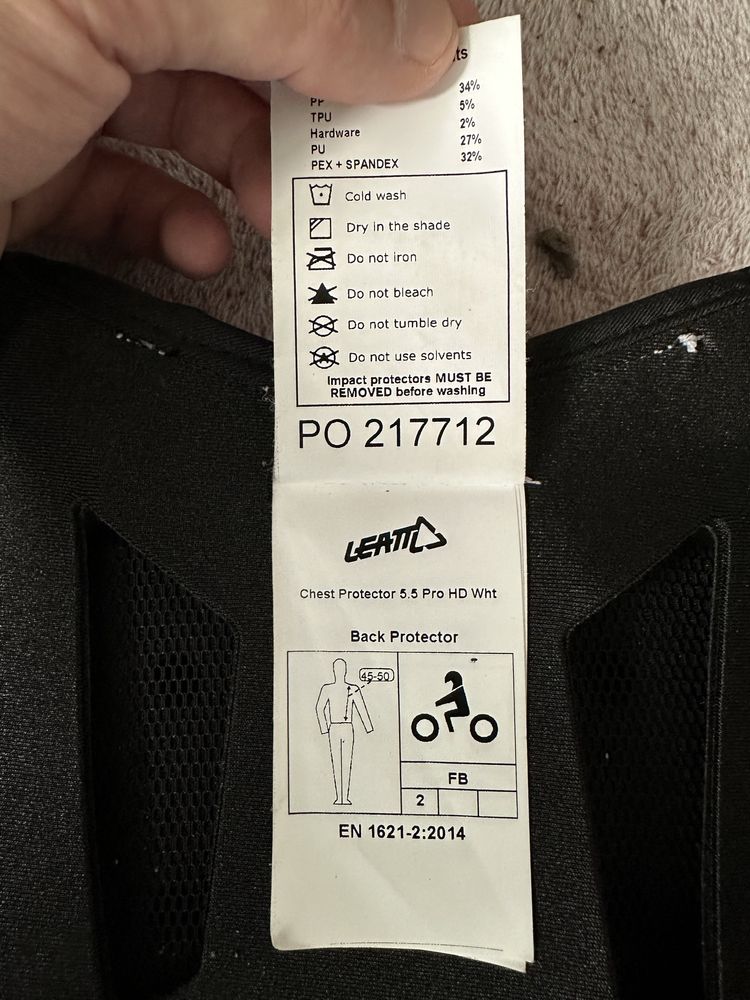 34%
PP 5%
TPU 2%
Hardware 27%
PU 32%
PEX + SPANDEX
Cold wash
Dry in the shade
Do not iron
Do not bleach
Do not tumble dry
Do not use solvents
Impact protectors MUST BE
REMOVED before washing
PO 217712
LEATT
Chest Protector 5.5 Pro HD Wht
Back Protector
45-50
FB
2
EN 1621-2:2014